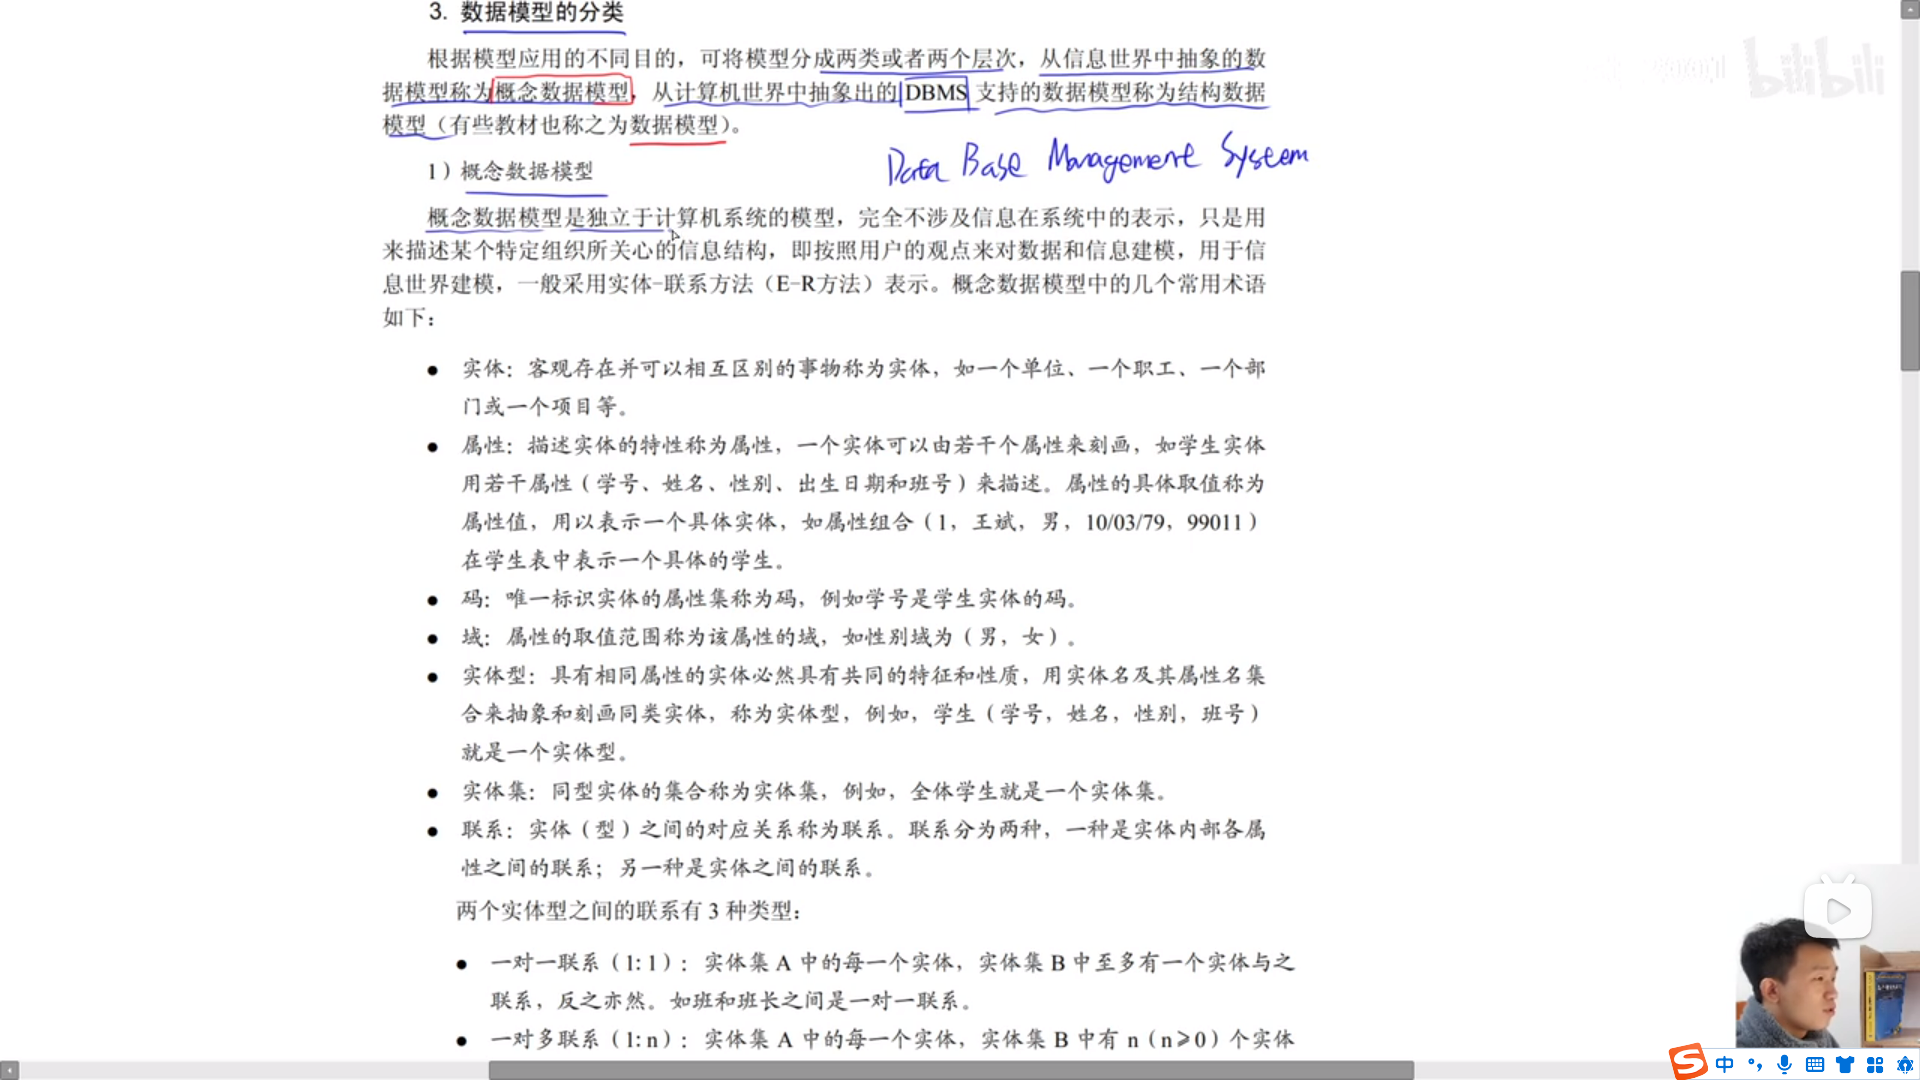 3. 数据模型的分类
根据模型应用的不同目的，可将模型分成两类或者两个层次，从信息世界中抽象的数
据模型称为概念数据模型，从计算机世界中抽象出的 DBMS 支持的数据模型称为结构数据
模型（有些教材也称之为数据模型）。
Data Base Management System
1）概念数据模型
概念数据模型是独立于计算机系统的模型，完全不涉及信息在系统中的表示，只是用
来描述某个特定组织所关心的信息结构，即按照用户的观点来对数据和信息建模，用于信
息世界建模，一般采用实体-联系方法（E-R方法）表示。概念数据模型中的几个常用术语
如下：
● 实体：客观存在并可以相互区别的事物称为实体，如一个单位、一个职工、一个部
门或一个项目等。
● 属性：描述实体的特性称为属性，一个实体可以由若干个属性来刻画，如学生实体
用若干属性（学号、姓名、性别、出生日期和班号）来描述。属性的具体取值称为
属性值，用以表示一个具体实体，如属性组合（1，王斌，男，10/03/79，99011）
在学生表中表示一个具体的学生。
● 码：唯一标识实体的属性集称为码，例如学号是学生实体的码。
● 域：属性的取值范围称为该属性的域，如性别域为（男，女）。
● 实体型：具有相同属性的实体必然具有共同的特征和性质，用实体名及其属性名集
合来抽象和刻画同类实体，称为实体型，例如，学生（学号，姓名，性别，班号）
就是一个实体型。
● 实体集：同型实体的集合称为实体集，例如，全体学生就是一个实体集。
● 联系：实体（型）之间的对应关系称为联系。联系分为两种，一种是实体内部各属
性之间的联系；另一种是实体之间的联系。
两个实体型之间的联系有 3 种类型：
● 一对一联系（1:1）：实体集 A 中的每一个实体，实体集 B 中至多有一个实体与之
联系，反之亦然。如班和班长之间是一对一联系。
● 一对多联系（1:n）：实体集 A 中的每一个实体，实体集 B 中有 n（n≥0）个实体
bilibili
中